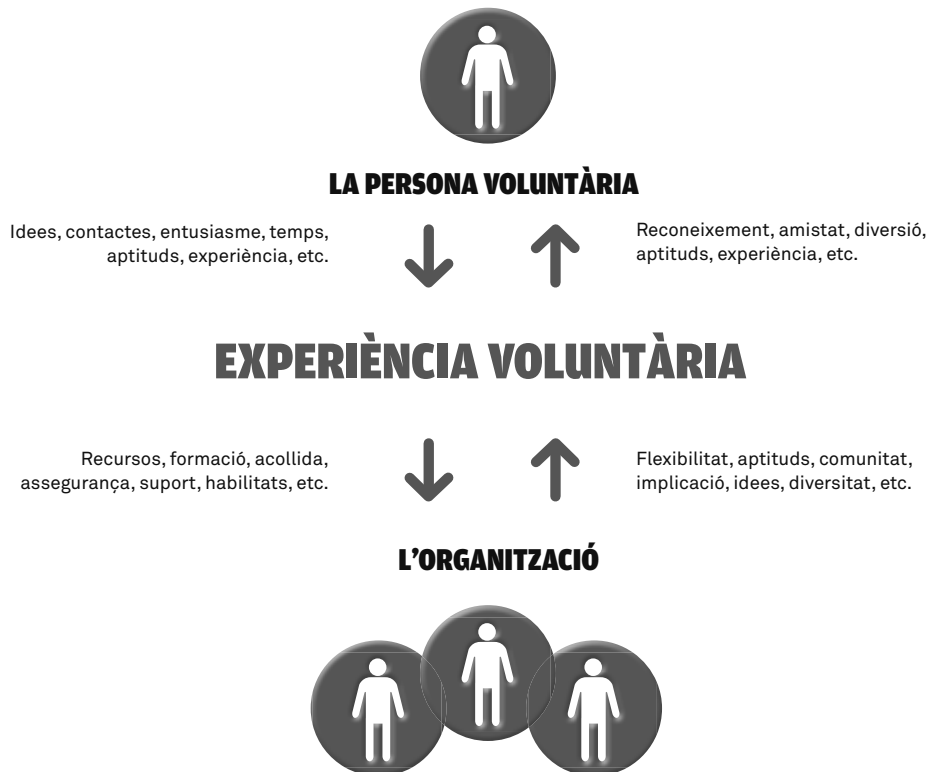 LA PERSONA VOLUNTÀRIA
Idees, contactes, entusiasme, temps,
aptituds, experiència, etc.
Reconeixement, amistat, diversió,
aptituds, experiència, etc.
EXPERIÈNCIA VOLUNTÀRIA
Recursos, formació, acollida,
assegurança, suport, habilitats, etc.
Flexibilitat, aptituds, comunitat,
implicació, idees, diversitat, etc.
L’ORGANITZACIÓ